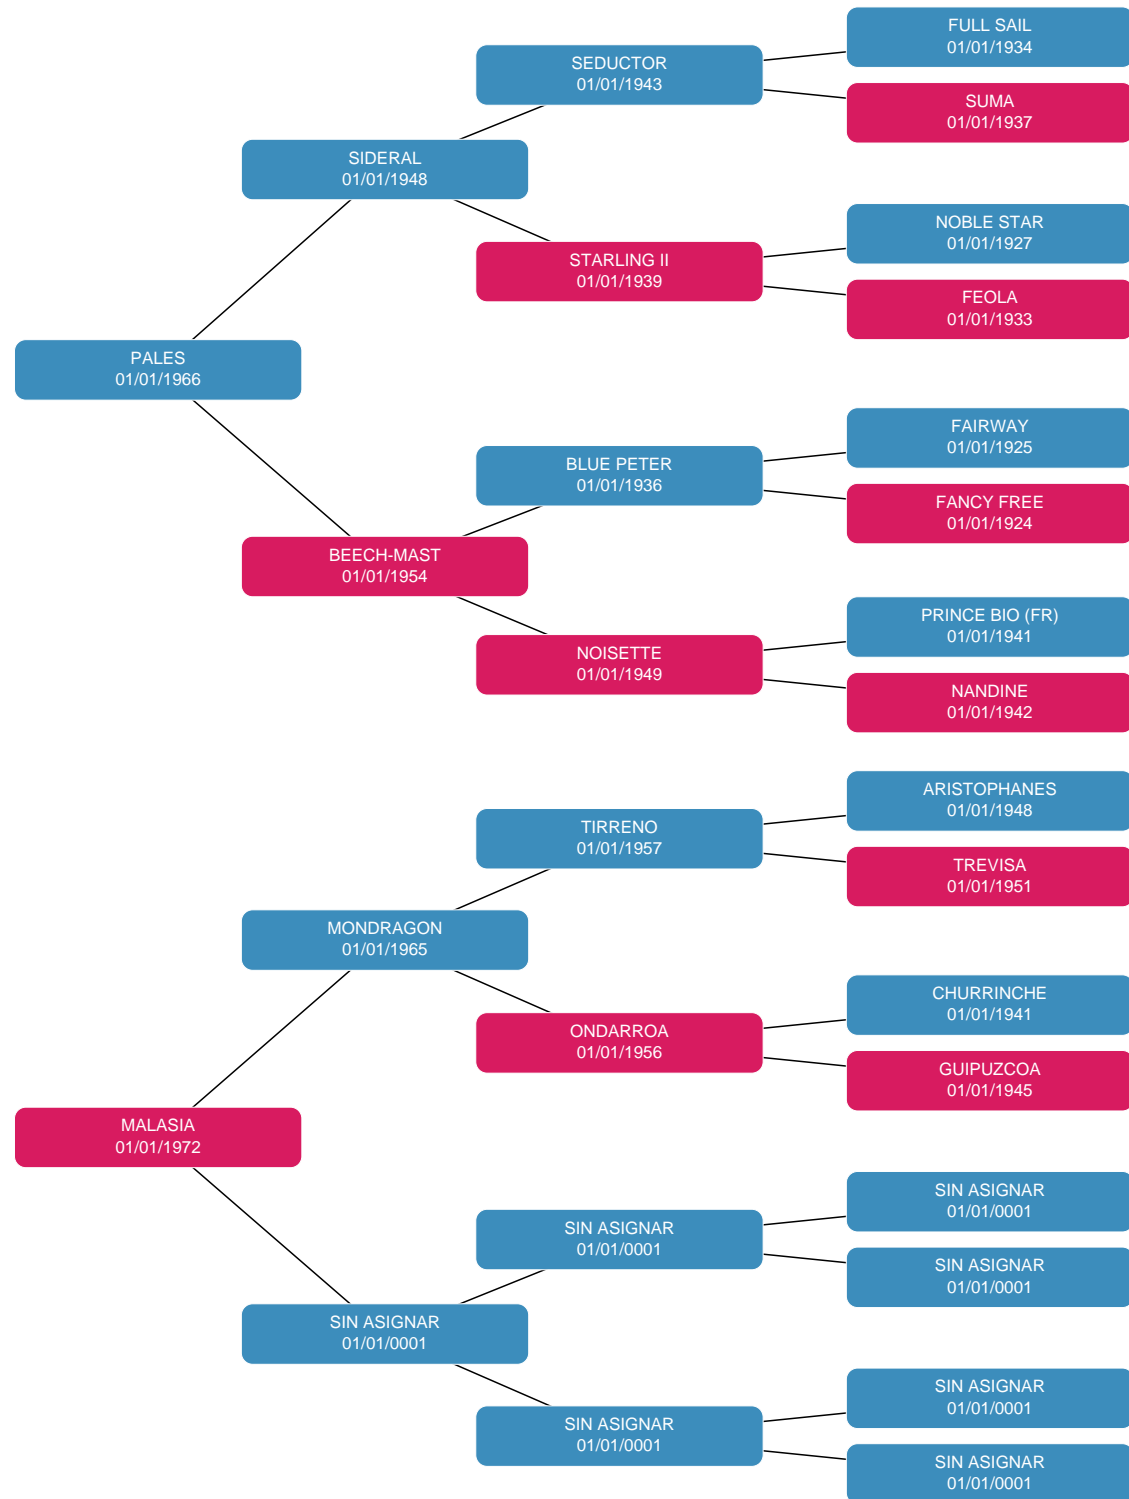 FULL SAIL
01/01/1934
SEDUCTOR
01/01/1943
SUMA
01/01/1937
SIDERAL
01/01/1948
NOBLE STAR
01/01/1927
STARLING II
01/01/1939
FEOLA
01/01/1933
PALES
01/01/1966
FAIRWAY
01/01/1925
BLUE PETER
01/01/1936
FANCY FREE
01/01/1924
BEECH-MAST
01/01/1954
PRINCE BIO (FR)
01/01/1941
NOISETTE
01/01/1949
NANDINE
01/01/1942
ARISTOPHANES
01/01/1948
TIRRENO
01/01/1957
TREVISA
01/01/1951
MONDRAGON
01/01/1965
CHURRINCHE
01/01/1941
ONDARROA
01/01/1956
GUIPUZCOA
01/01/1945
MALASIA
01/01/1972
SIN ASIGNAR
01/01/0001
SIN ASIGNAR
01/01/0001
SIN ASIGNAR
01/01/0001
SIN ASIGNAR
01/01/0001
SIN ASIGNAR
01/01/0001
SIN ASIGNAR
01/01/0001
SIN ASIGNAR
01/01/0001